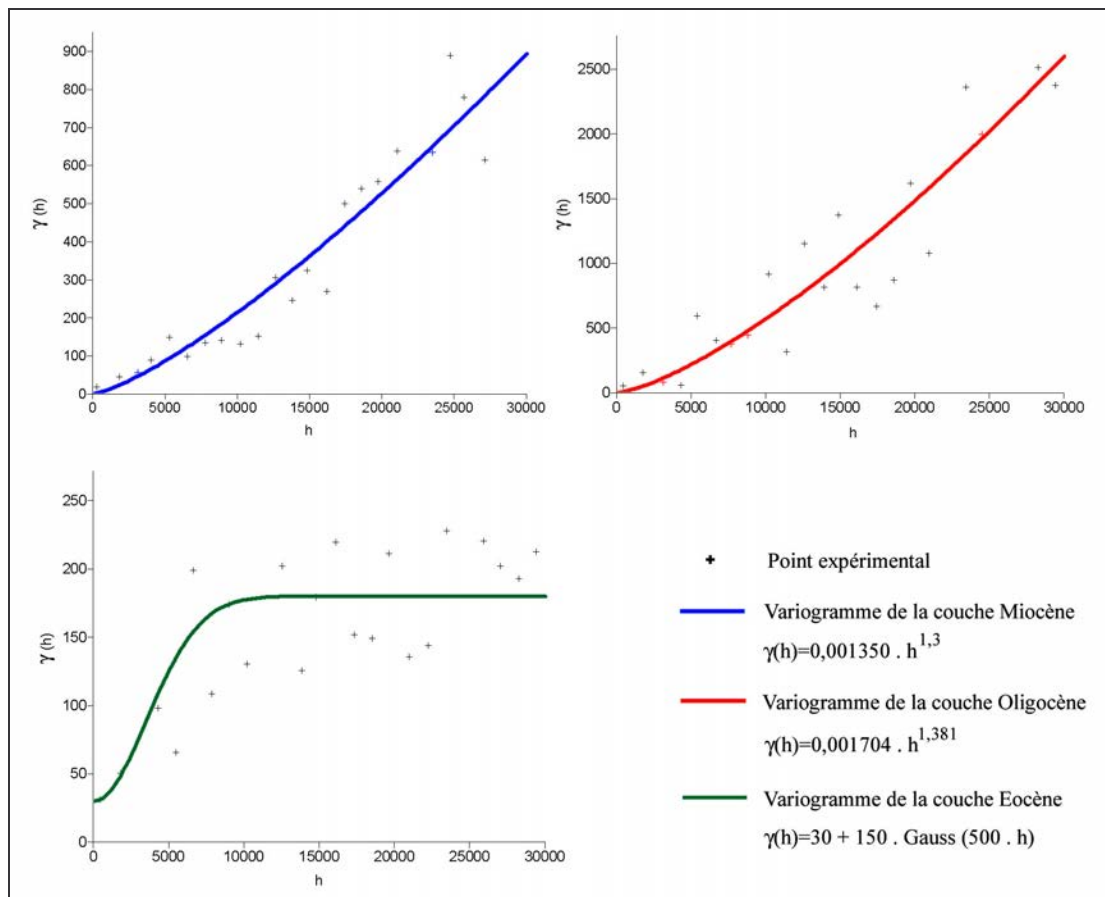 900
800
700
600
500
400
300
200
100
0
γ(h)
0 5000 10000 15000 20000 25000 30000
h
2500
2000
1500
1000
500
0
γ(h)
0 5000 10000 15000 20000 25000 30000
h
250
200
150
100
50
0
γ(h)
0 5000 10000 15000 20000 25000 30000
h
+ Point expérimental
Variogramme de la couche Miocène
γ(h)=0,001350 . h^1,3
Variogramme de la couche Oligocène
γ(h)=0,001704 . h^1,381
Variogramme de la couche Eocène
γ(h)=30 + 150 . Gauss (500 . h)